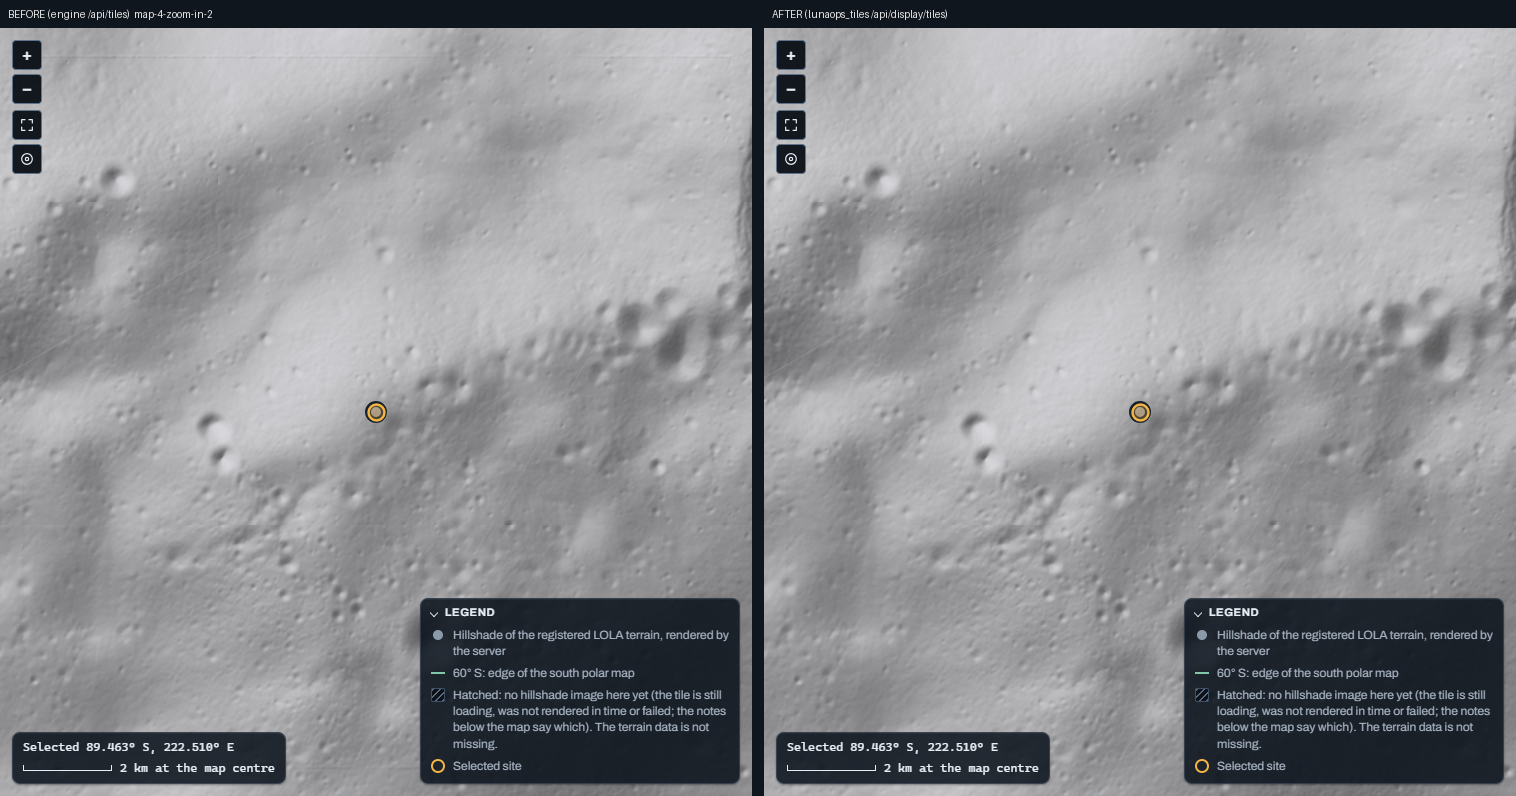 BEFORE (engine /api/tiles) map-4-zoom-in-2
LEGEND
Hillshade of the registered LOLA terrain, rendered by
the server
60° S: edge of the south polar map
Hatched: no hillshade image here yet (the tile is still
loading, was not rendered in time or failed; the notes
below the map say which). The terrain data is not
missing.
Selected site
Selected 89.463° S, 222.510° E
2 km at the map centre
AFTER (lunaops_tiles /api/display/tiles)
LEGEND
Hillshade of the registered LOLA terrain, rendered by
the server
60° S: edge of the south polar map
Hatched: no hillshade image here yet (the tile is still
loading, was not rendered in time or failed; the notes
below the map say which). The terrain data is not
missing.
Selected site
Selected 89.463° S, 222.510° E
2 km at the map centre